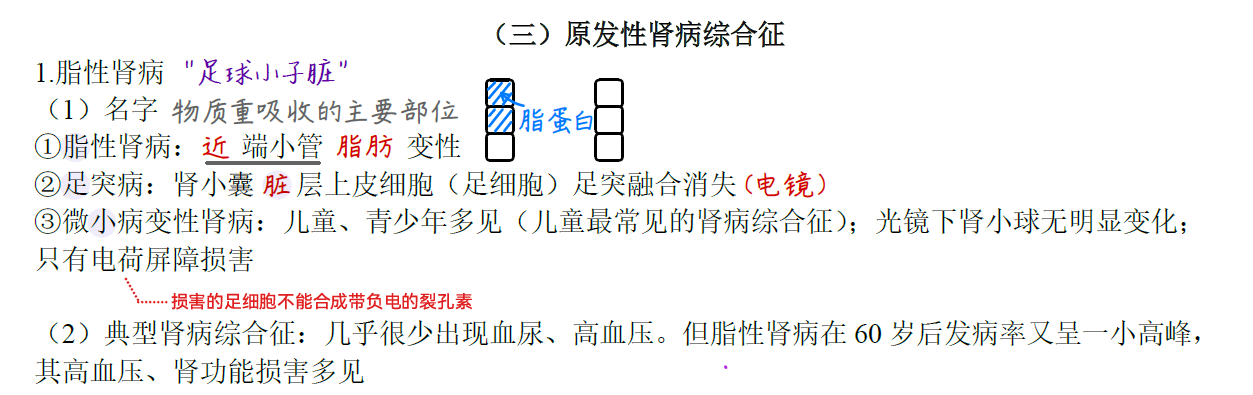 （三）原发性肾病综合征
1.脂性肾病 "足球小子脏"
（1）名字 物质重吸收的主要部位
脂蛋白
①脂性肾病：近 端小管 脂肪 变性
②足突病：肾小囊 脏 层上皮细胞（足细胞）足突融合消失(电镜)
③微小病变性肾病：儿童、青少年多见（儿童最常见的肾病综合征）；光镜下肾小球无明显变化；
只有电荷屏障损害
损害的足细胞不能合成带负电的裂孔素
（2）典型肾病综合征：几乎很少出现血尿、高血压。但脂性肾病在 60 岁后发病率又呈一小高峰，
其高血压、肾功能损害多见